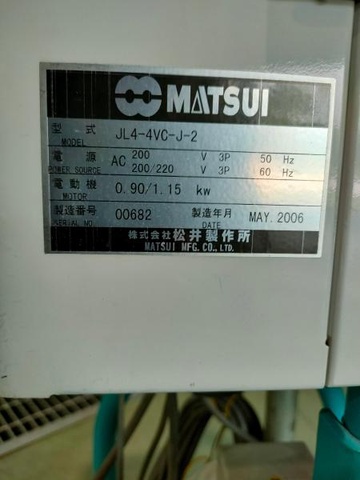 MATSUI
型式 MODEL JL4-4VC-J-2
電源 POWER SOURCE AC 200 V 3P 50 Hz
200/220 V 3P 60 Hz
電動機 MOTOR 0.90/1.15 kw
製造番号 SERIAL NO. 00682 製造年月 DATE MAY. 2006
株式会社 松井製作所
MATSUI MFG. CO., LTD.